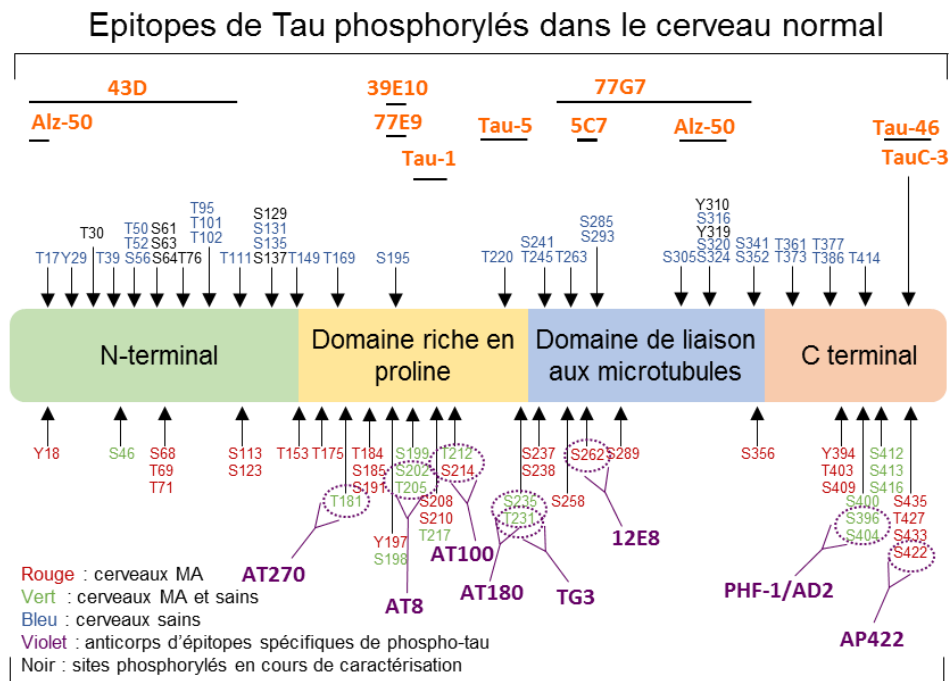 Epitopes de Tau phosphorylés dans le cerveau normal
43D
39E10
77G7
Alz-50
77E9
Tau-5
5C7
Alz-50
Tau-46
Tau-1
TauC-3
T17
Y29
T30
T39
T50
T52
S56
S61
S63
S64
T76
T95
T101
T102
T111
S129
S131
S135
S137
T149
T169
S195
T220
S241
T245
T263
S285
S293
S305
Y310
S316
Y319
S320
S324
S341
S352
T361
T373
T377
T386
T414
N-terminal
Domaine riche en
proline
Domaine de liaison
aux microtubules
C terminal
Y18
S46
S68
T69
T71
S113
S123
T153
T175
T181
T184
S185
S191
Y197
S198
S199
S202
T205
S208
S210
T217
T212
S214
S235
T231
S237
S238
S258
S262
S289
S356
Y394
T403
S409
S400
S396
S404
S412
S413
S416
S435
T427
S433
S422
AT270
AT8
AT100
AT180
TG3
12E8
PHF-1/AD2
AP422
Rouge : cerveaux MA
Vert : cerveaux MA et sains
Bleu : cerveaux sains
Violet : anticorps d'épitopes spécifiques de phospho-tau
Noir : sites phosphorylés en cours de caractérisation